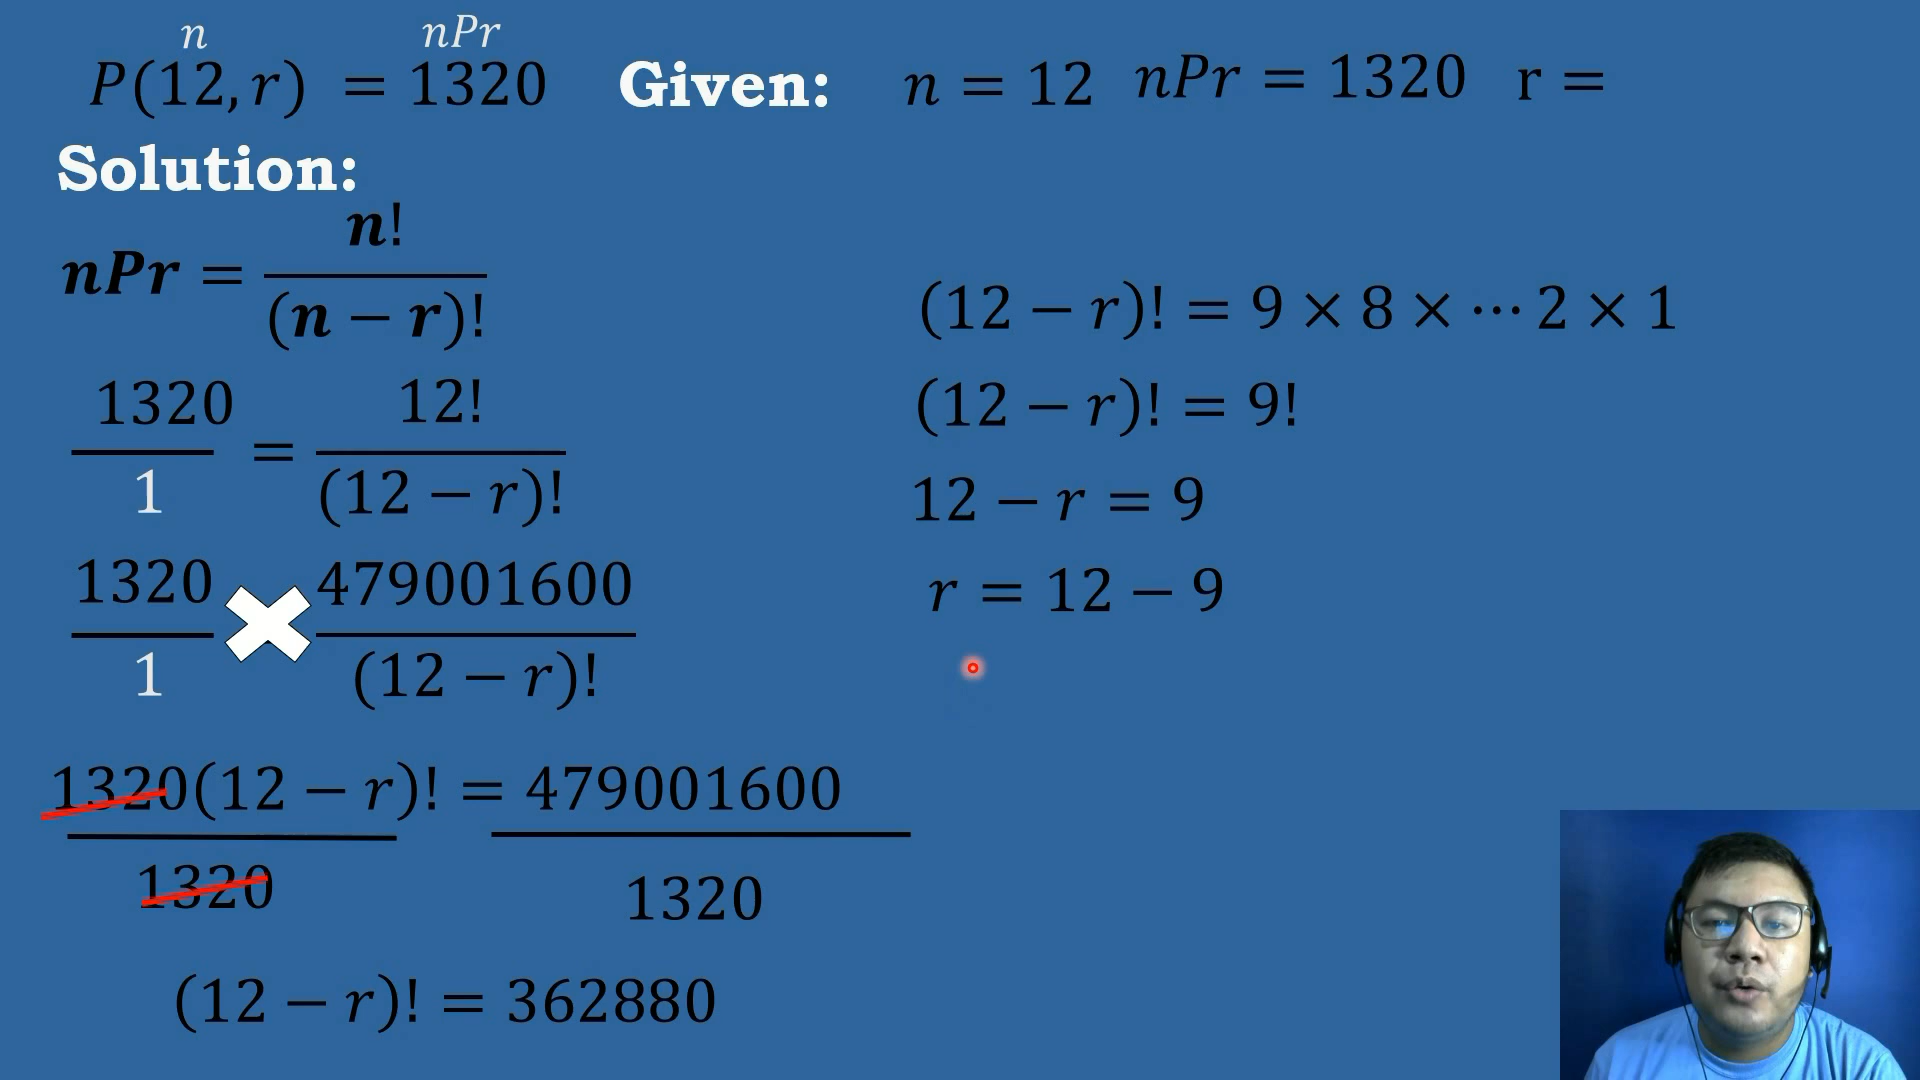 n nPr
P(12, r) = 1320 Given: n = 12 nPr = 1320 r =
Solution:
nPr = n! / (n − r)!
1320 / 1 = 12! / (12 − r)!
1320 / 1 × 479001600 / (12 − r)!
1320(12 − r)! / 1320 = 479001600 / 1320
(12 − r)! = 362880
(12 − r)! = 9 × 8 × ⋯ 2 × 1
(12 − r)! = 9!
12 − r = 9
r = 12 − 9